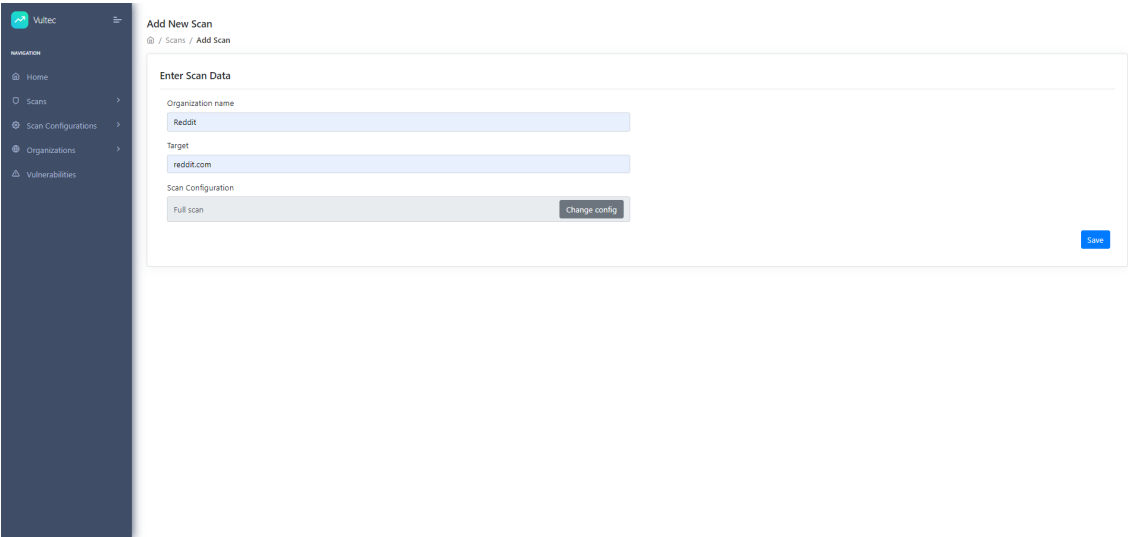 Vultec
NAVIGATION
Home
Scans
Scan Configurations
Organizations
Vulnerabilities
Add New Scan
/ Scans / Add Scan
Enter Scan Data
Organization name
Reddit
Target
reddit.com
Scan Configuration
Full scan
Change config
Save